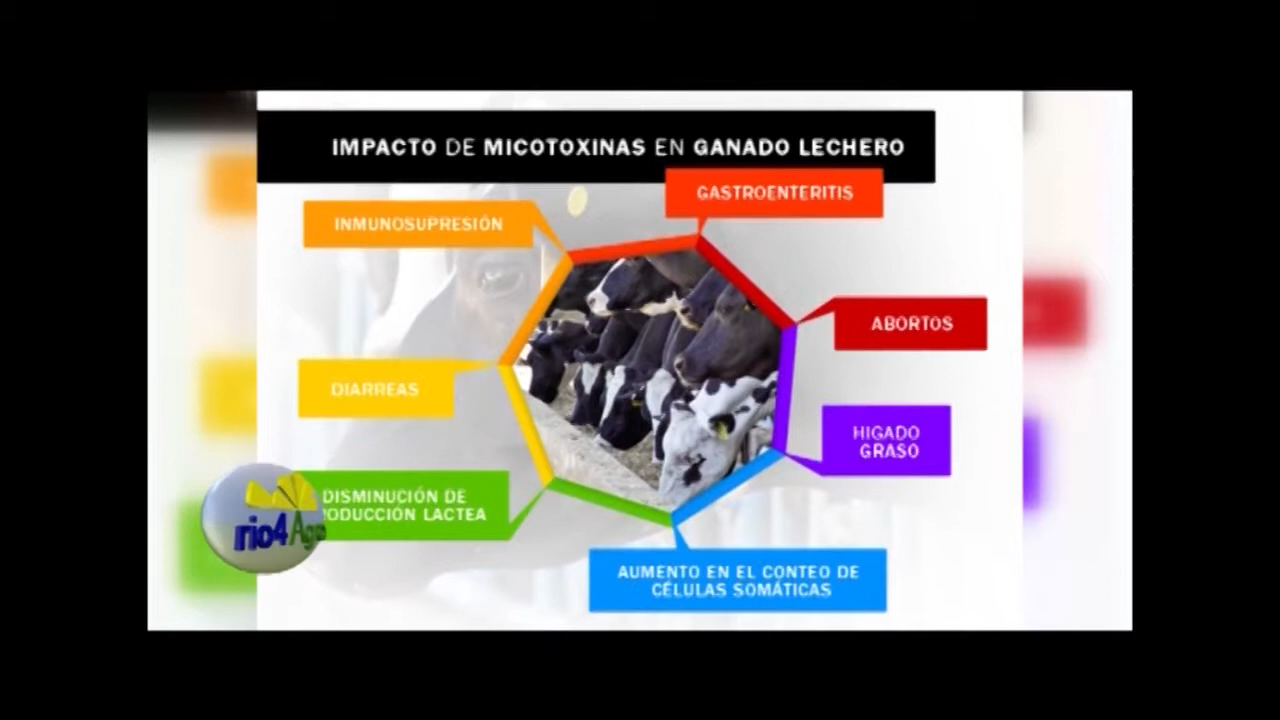 IMPACTO DE MICOTOXINAS EN GANADO LECHERO
GASTROENTERITIS
INMUNOSUPRESIÓN
ABORTOS
DIARREAS
HIGADO
GRASO
DISMINUCIÓN DE
LACTEA
rio4
AUMENTO EN EL CONTEO DE
CÉLULAS SOMÁTICAS